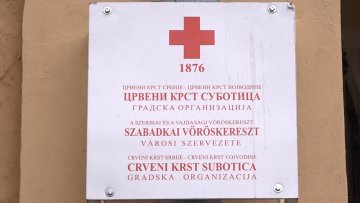 1876
ЦРВЕНИ КРСТ СРБИЈЕ - ЦРВЕНИ КРСТ ВОЈВОДИНЕ
ЦРВЕНИ КРСТ СУБОТИЦА
ГРАДСКА ОРГАНИЗАЦИЈА
A SZERBIAI ÉS A VAJDASÁGI VÖRÖSKERESZT
SZABADKAI VÖRÖSKERESZT
VÁROSI SZERVEZETE
CRVENI KRST SRBIJE - CRVENI KRST VOJVODINE
CRVENI KRST SUBOTICA
GRADSKA ORGANIZACIJA